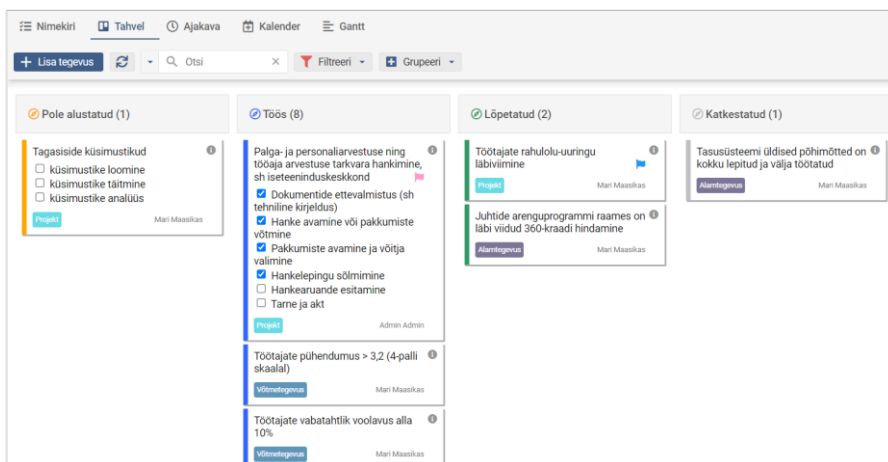 Nimekiri Tahvel Ajakava Kalender Gantt
Lisa tegevus Otsi Filtreeri Grupeeri
Pole alustatud (1)
Tagasiside küsimustikud
küsimustike loomine
küsimustike täitmine
küsimustike analüüs
Projekt Mari Maasikas
Töös (8)
Palga- ja personaliarvestuse ning
tööaja arvestuse tarkvara hankimine,
sh iseteeninduskeskkond
Dokumentide ettevalmistus (sh
tehniline kirjeldus)
Hanke avamine või pakkumiste
võtmine
Pakkumiste avamine ja võitja
valimine
Hankelepingu sõlmimine
Hankearuande esitamine
Tarne ja akt
Projekt Admin Admin
Töötajate pühendumus > 3,2 (4-palli
skaalal)
Võtmetegevus Mari Maasikas
Töötajate vabatahtlik voolavus alla
10%
Võtmetegevus Mari Maasikas
Lõpetatud (2)
Töötajate rahulolu-uuringu
läbiviimine
Projekt Mari Maasikas
Juhtide arenguprogrammi raames on
läbi viidud 360-kraadi hindamine
Alamtegevus Mari Maasikas
Katkestatud (1)
Tasusüsteemi üldised põhimõtted on
kokku lepitud ja välja töötatud
Alamtegevus Mari Maasikas